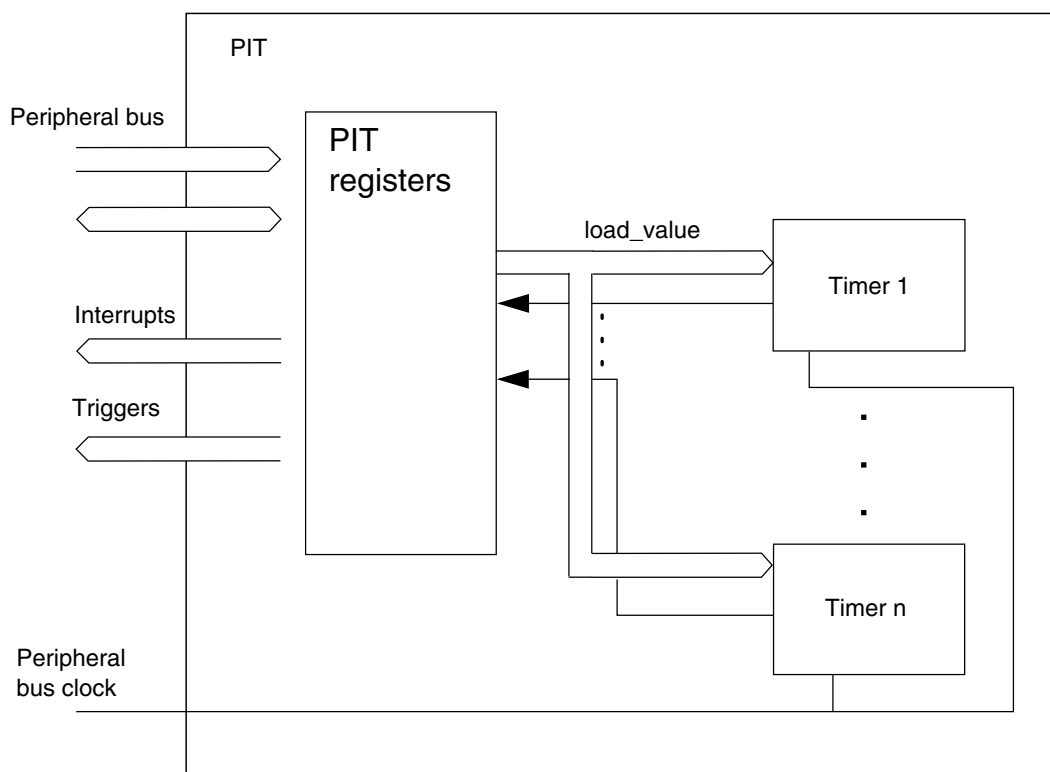 PIT
Peripheral bus
PIT
registers
load_value
Timer 1
Interrupts
Triggers
Timer n
Peripheral
bus clock